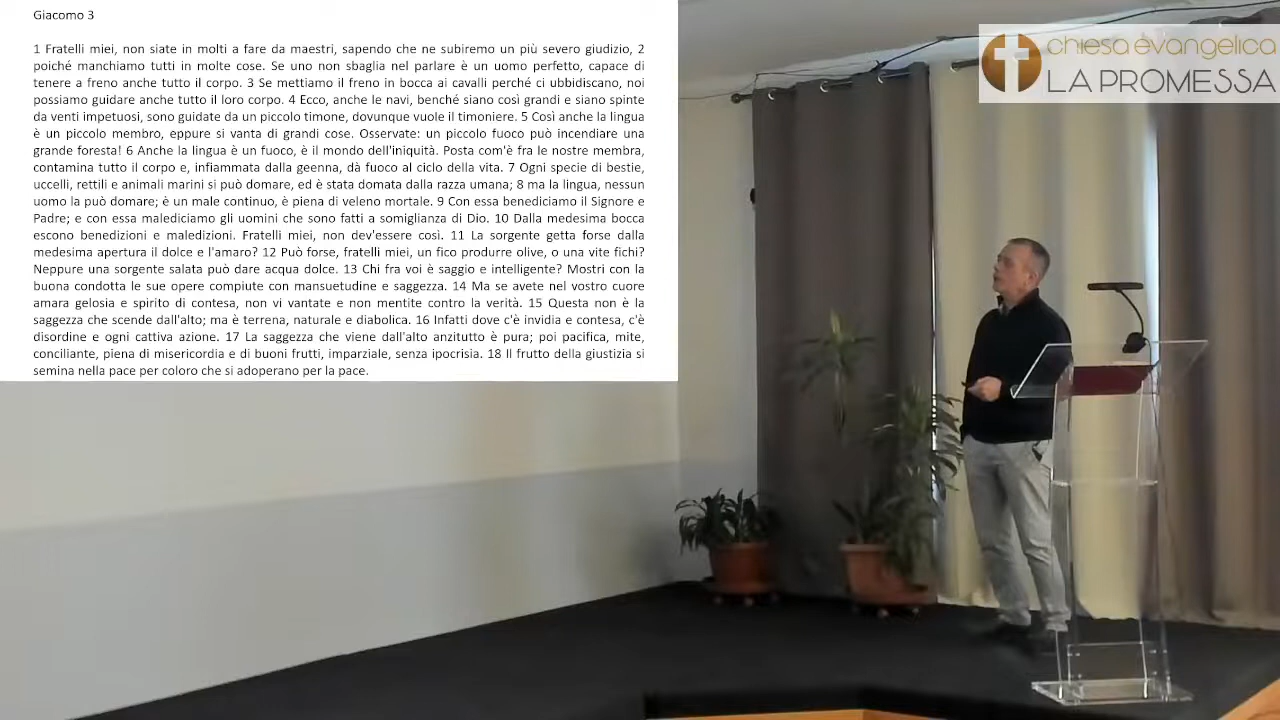 Giacomo 3
1 Fratelli miei, non siate in molti a fare da maestri, sapendo che ne subiremo un più severo giudizio, 2
poiché manchiamo tutti in molte cose. Se uno non sbaglia nel parlare è un uomo perfetto, capace di
tenere a freno anche tutto il corpo. 3 Se mettiamo il freno in bocca ai cavalli perché ci ubbidiscano, noi
possiamo guidare anche tutto il loro corpo. 4 Ecco, anche le navi, benché siano così grandi e siano spinte
da venti impetuosi, sono guidate da un piccolo timone, dovunque vuole il timoniere. 5 Così anche la lingua
è un piccolo membro, eppure si vanta di grandi cose. Osservate: un piccolo fuoco può incendiare una
grande foresta! 6 Anche la lingua è un fuoco, è il mondo dell'iniquità. Posta com'è fra le nostre membra,
contamina tutto il corpo e, infiammata dalla geenna, dà fuoco al ciclo della vita. 7 Ogni specie di bestie,
uccelli, rettili e animali marini si può domare, ed è stata domata dalla razza umana; 8 ma la lingua, nessun
uomo la può domare; è un male continuo, è piena di veleno mortale. 9 Con essa benediciamo il Signore e
Padre; e con essa malediciamo gli uomini che sono fatti a somiglianza di Dio. 10 Dalla medesima bocca
escono benedizioni e maledizioni. Fratelli miei, non dev'essere così. 11 La sorgente getta forse dalla
medesima apertura il dolce e l'amaro? 12 Può forse, fratelli miei, un fico produrre olive, o una vite fichi?
Neppure una sorgente salata può dare acqua dolce. 13 Chi fra voi è saggio e intelligente? Mostri con la
buona condotta le sue opere compiute con mansuetudine e saggezza. 14 Ma se avete nel vostro cuore
amara gelosia e spirito di contesa, non vi vantate e non mentite contro la verità. 15 Questa non è la
saggezza che scende dall'alto; ma è terrena, naturale e diabolica. 16 Infatti dove c'è invidia e contesa, c'è
disordine e ogni cattiva azione. 17 La saggezza che viene dall'alto anzitutto è pura; poi pacifica, mite,
conciliante, piena di misericordia e di buoni frutti, imparziale, senza ipocrisia. 18 Il frutto della giustizia si
semina nella pace per coloro che si adoperano per la pace.
chiesa evangelica
LA PROMESSA